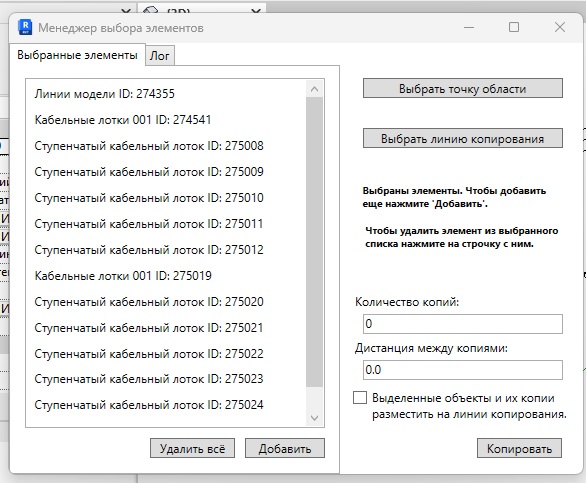 {3D}
Менеджер выбора элементов
Выбранные элементы
Лог
Линии модели ID: 274355
Кабельные лотки 001 ID: 274541
Ступенчатый кабельный лоток ID: 275008
Ступенчатый кабельный лоток ID: 275009
Ступенчатый кабельный лоток ID: 275010
Ступенчатый кабельный лоток ID: 275011
Ступенчатый кабельный лоток ID: 275012
Кабельные лотки 001 ID: 275019
Ступенчатый кабельный лоток ID: 275020
Ступенчатый кабельный лоток ID: 275021
Ступенчатый кабельный лоток ID: 275022
Ступенчатый кабельный лоток ID: 275023
Ступенчатый кабельный лоток ID: 275024
Удалить всё
Добавить
Выбрать точку области
Выбрать линию копирования
Выбраны элементы. Чтобы добавить
еще нажмите 'Добавить'.
Чтобы удалить элемент из выбранного
списка нажмите на строчку с ним.
Количество копий:
0
Дистанция между копиями:
0.0
Выделенные объекты и их копии
разместить на линии копирования.
Копировать